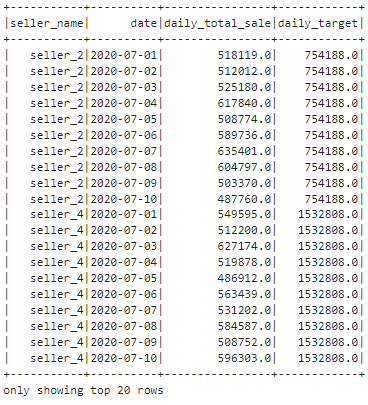 +-----------+----------+----------------+------------+
|seller_name|      date|daily_total_sale|daily_target|
+-----------+----------+----------------+------------+
|   seller_2|2020-07-01|        518119.0|    754188.0|
|   seller_2|2020-07-02|        512012.0|    754188.0|
|   seller_2|2020-07-03|        525180.0|    754188.0|
|   seller_2|2020-07-04|        617840.0|    754188.0|
|   seller_2|2020-07-05|        508774.0|    754188.0|
|   seller_2|2020-07-06|        589736.0|    754188.0|
|   seller_2|2020-07-07|        635401.0|    754188.0|
|   seller_2|2020-07-08|        604797.0|    754188.0|
|   seller_2|2020-07-09|        503370.0|    754188.0|
|   seller_2|2020-07-10|        487760.0|    754188.0|
|   seller_4|2020-07-01|        549595.0|   1532808.0|
|   seller_4|2020-07-02|        512200.0|   1532808.0|
|   seller_4|2020-07-03|        627174.0|   1532808.0|
|   seller_4|2020-07-04|        519878.0|   1532808.0|
|   seller_4|2020-07-05|        486912.0|   1532808.0|
|   seller_4|2020-07-06|        563439.0|   1532808.0|
|   seller_4|2020-07-07|        531202.0|   1532808.0|
|   seller_4|2020-07-08|        584587.0|   1532808.0|
|   seller_4|2020-07-09|        508752.0|   1532808.0|
|   seller_4|2020-07-10|        596303.0|   1532808.0|
+-----------+----------+----------------+------------+
only showing top 20 rows